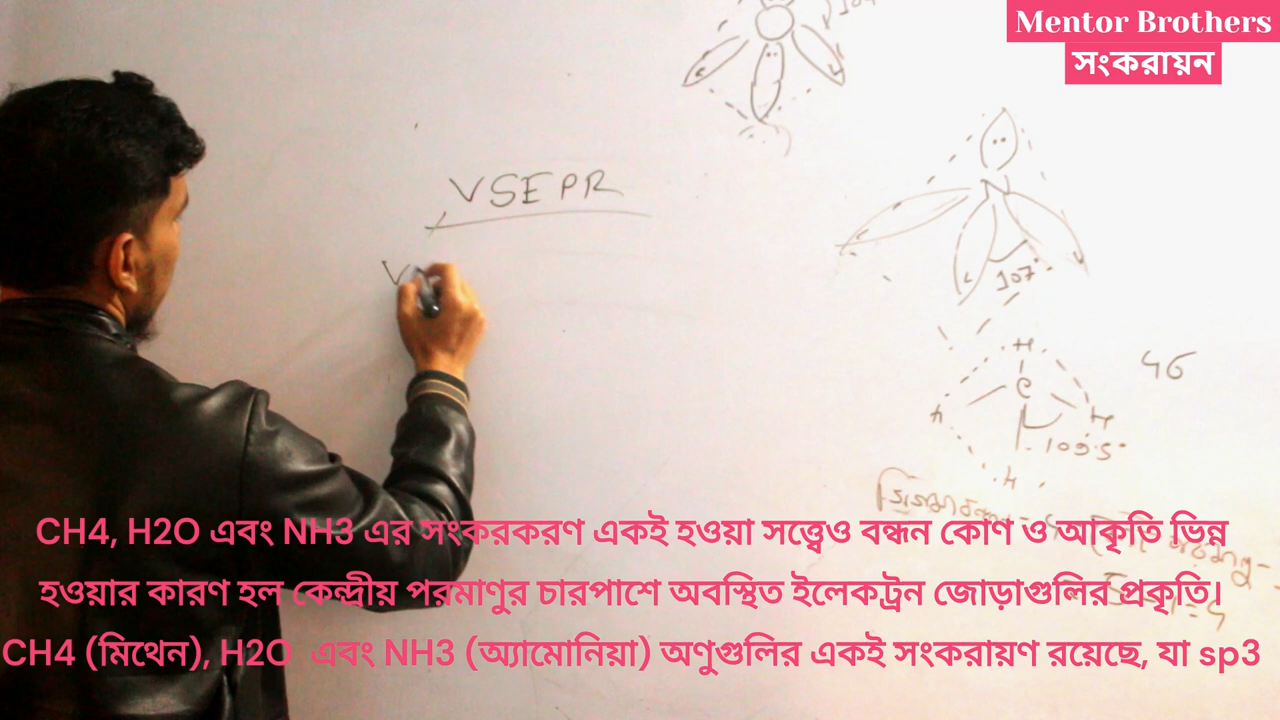 Mentor Brothers
সংকরায়ন
VSEPR
V
107°
H
C
H
H
109.5°
H
46
CH4, H2O এবং NH3 এর সংকরকরণ একই হওয়া সত্ত্বেও বন্ধন কোণ ও আকৃতি ভিন্ন
হওয়ার কারণ হল কেন্দ্রীয় পরমাণুর চারপাশে অবস্থিত ইলেকট্রন জোড়াগুলির প্রকৃতি।
CH4 (মিথেন), H2O এবং NH3 (অ্যামোনিয়া) অণুগুলির একই সংকরায়ণ রয়েছে, যা sp3